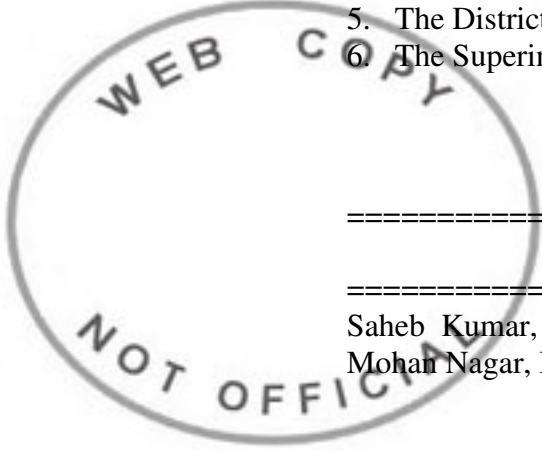 5. The District
6. The Superin
WEB COPY
============
============
Saheb Kumar,
Mohan Nagar,
NOT OFFICIAL